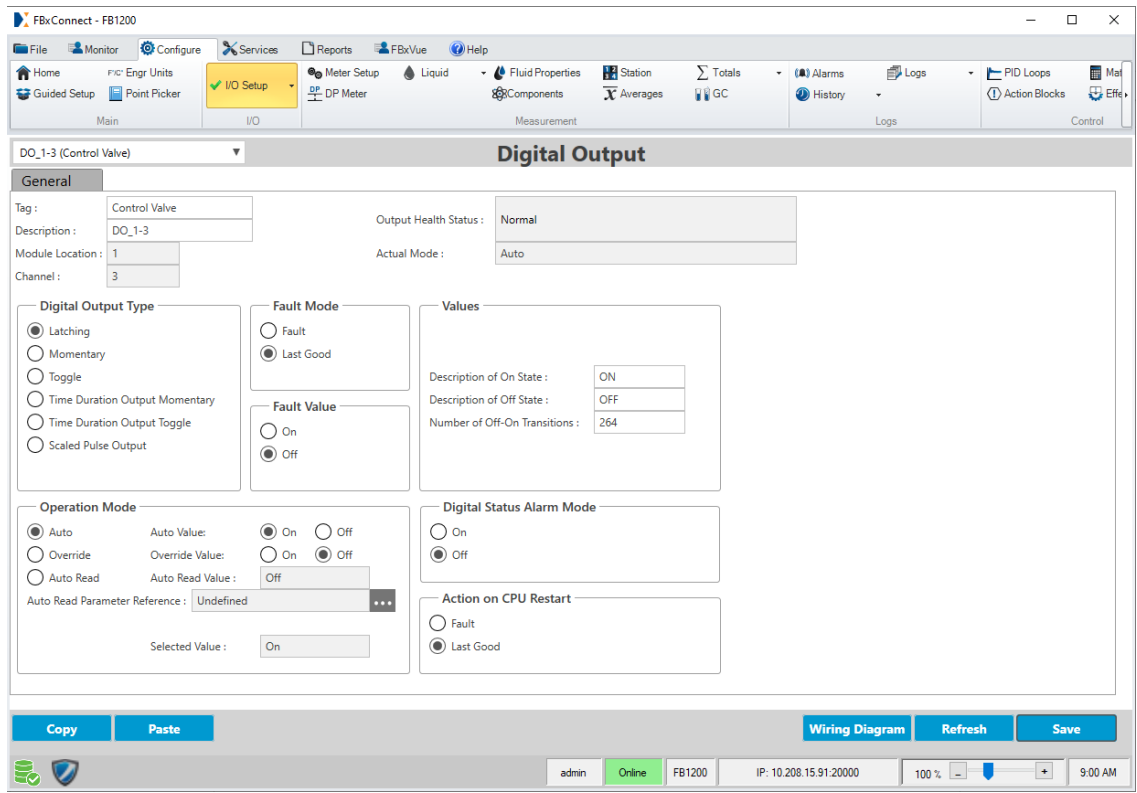 FBxConnect - FB1200
File Monitor Configure Services Reports FBxVue Help
Home Engr Units I/O Setup Meter Setup Liquid Fluid Properties Station Totals Alarms Logs PID Loops Mat
Guided Setup Point Picker DP DP Meter Components Averages GC History Action Blocks Effe
Main I/O Measurement Logs Control
DO_1-3 (Control Valve) Digital Output
General
Tag : Control Valve
Output Health Status : Normal
Description : DO_1-3
Module Location : 1 Actual Mode : Auto
Channel : 3
Digital Output Type Fault Mode Values
Latching Fault
Momentary Last Good
Toggle Description of On State : ON
Time Duration Output Momentary Description of Off State : OFF
Fault Value
Time Duration Output Toggle On Number of Off-On Transitions : 264
Scaled Pulse Output Off
Operation Mode Digital Status Alarm Mode
Auto Auto Value: On Off On
Override Override Value: On Off Off
Auto Read Auto Read Value : Off
Auto Read Parameter Reference : Undefined ... Action on CPU Restart
Fault
Selected Value : On Last Good
Copy Paste Wiring Diagram Refresh Save
admin Online FB1200 IP: 10.208.15.91:20000 100 % - + 9:00 AM